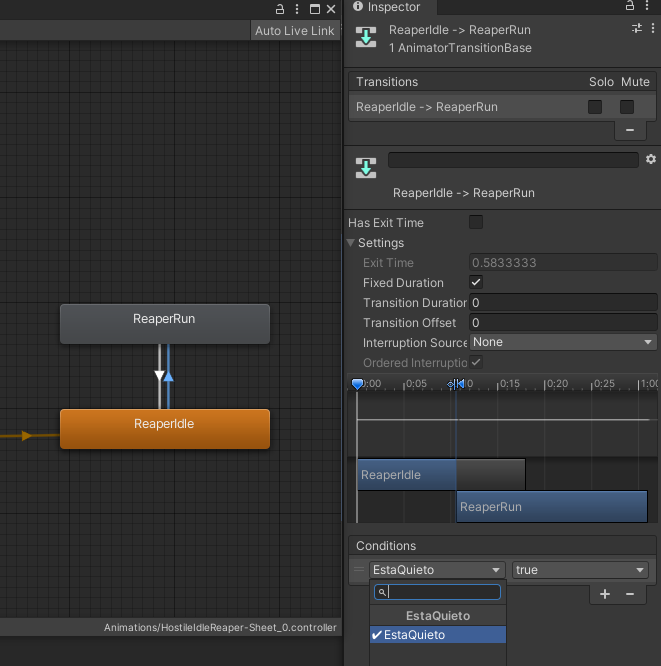 Inspector
Auto Live Link
ReaperIdle -> ReaperRun
1 AnimatorTransitionBase
Transitions Solo Mute
ReaperIdle -> ReaperRun
ReaperIdle -> ReaperRun
Has Exit Time
Settings
Exit Time 0.5833333
Fixed Duration
Transition Duration 0
Transition Offset 0
Interruption Source None
Ordered Interruptio
0:00 0:05 0:10 0:15 0:20 0:25 1:00
ReaperIdle
ReaperRun
ReaperRun
ReaperIdle
Conditions
EstaQuieto true
EstaQuieto
EstaQuieto
Animations/HostileIdleReaper-Sheet_0.controller